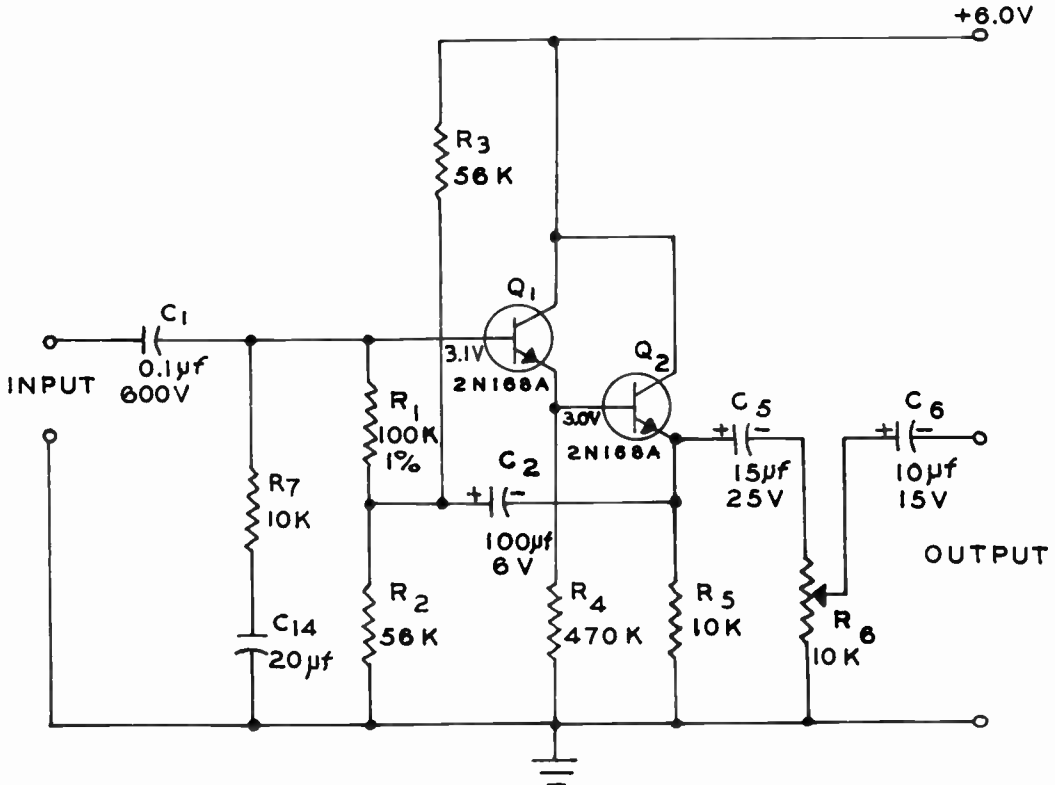 +6.0V
R3
56K
Q1
C1
3.1V
Q2
0.1µf
600V
INPUT
2N168A
R1
100K
1%
3.0V
C5
C6
+ -
+ -
2N168A
C2
15µf
25V
10µf
15V
R7
10K
+ -
100µf
6V
OUTPUT
R2
56K
R4
470K
R5
10K
R6
10K
C14
20µf